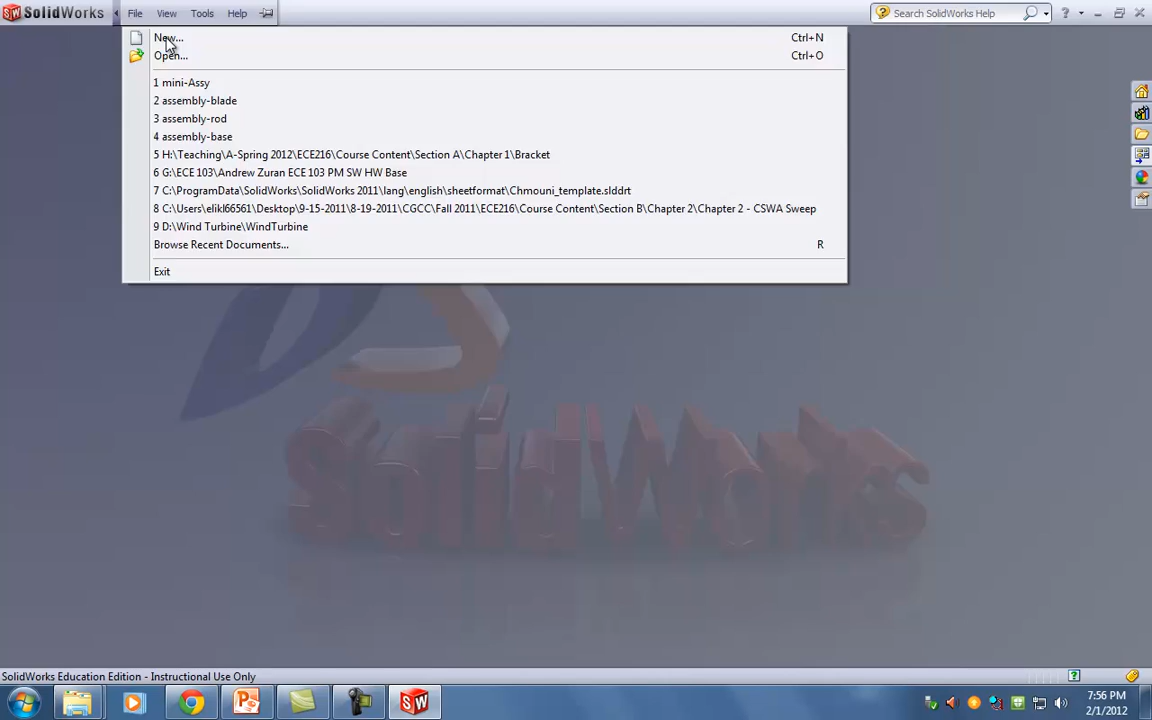 SolidWorks File View Tools Help Search SolidWorks Help ?
New... Ctrl+N
Open... Ctrl+O
1 mini-Assy
2 assembly-blade
3 assembly-rod
4 assembly-base
5 H:\Teaching\A-Spring 2012\ECE216\Course Content\Section A\Chapter 1\Bracket
6 G:\ECE 103\Andrew Zuran ECE 103 PM SW HW Base
7 C:\ProgramData\SolidWorks\SolidWorks 2011\lang\english\sheetformat\Chmouni_template.slddrt
8 C:\Users\elikl66561\Desktop\9-15-2011\8-19-2011\CGCC\Fall 2011\ECE216\Course Content\Section B\Chapter 2\Chapter 2 - CSWA Sweep
9 D:\Wind Turbine\WindTurbine
Browse Recent Documents... R
Exit
SolidWorks
SolidWorks Education Edition - Instructional Use Only
7:56 PM
2/1/2012